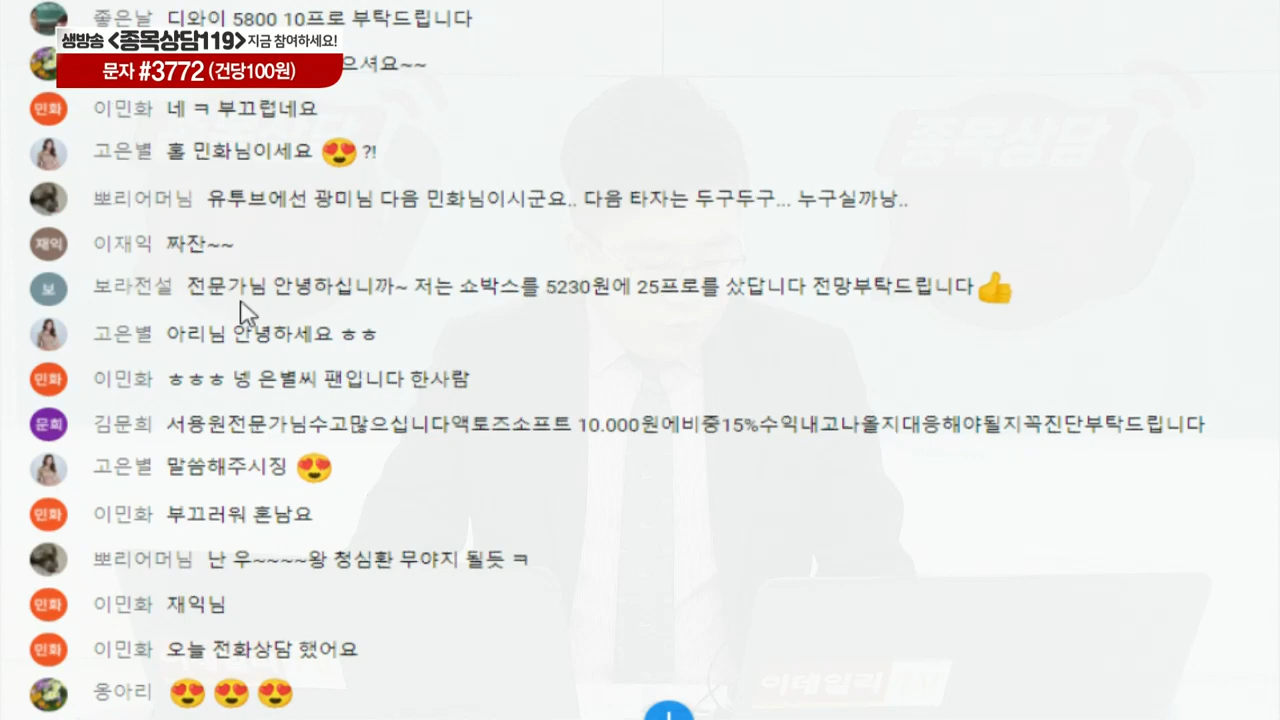 좋은날 디와이 5800 10프로 부탁드립니다
생방송 <종목상담119> 지금 참여하세요!
문자 #3772 (건당100원)
으셔요~~
민화 이민화 네 ㅋ 부끄럽네요
고은별 홀 민화님이세요 😍 ?!
뽀리어머님 유투브에선 광미님 다음 민화님이시군요.. 다음 타자는 두구두구... 누구실까낭..
재익 이재익 짜잔~~
보 보라전설 전문가님 안녕하십니까~ 저는 쇼박스를 5230원에 25프로를 샀답니다 전망부탁드립니다 👍
고은별 아리님 안녕하세요 ㅎㅎ
민화 이민화 ㅎㅎㅎ 넹 은별씨 팬입니다 한사람
문희 김문희 서용원전문가님수고많으십니다액토즈소프트 10.000원에비중15%수익내고나올지대응해야될지꼭진단부탁드립니다
고은별 말씀해주시징 😍
민화 이민화 부끄러워 혼남요
뽀리어머님 난 우~~~~왕 청심환 무야지 될듯 ㅋ
민화 이민화 재익님
민화 이민화 오늘 전화상담 했어요
옹아리 😍 😍 😍
종목상담
이데일리